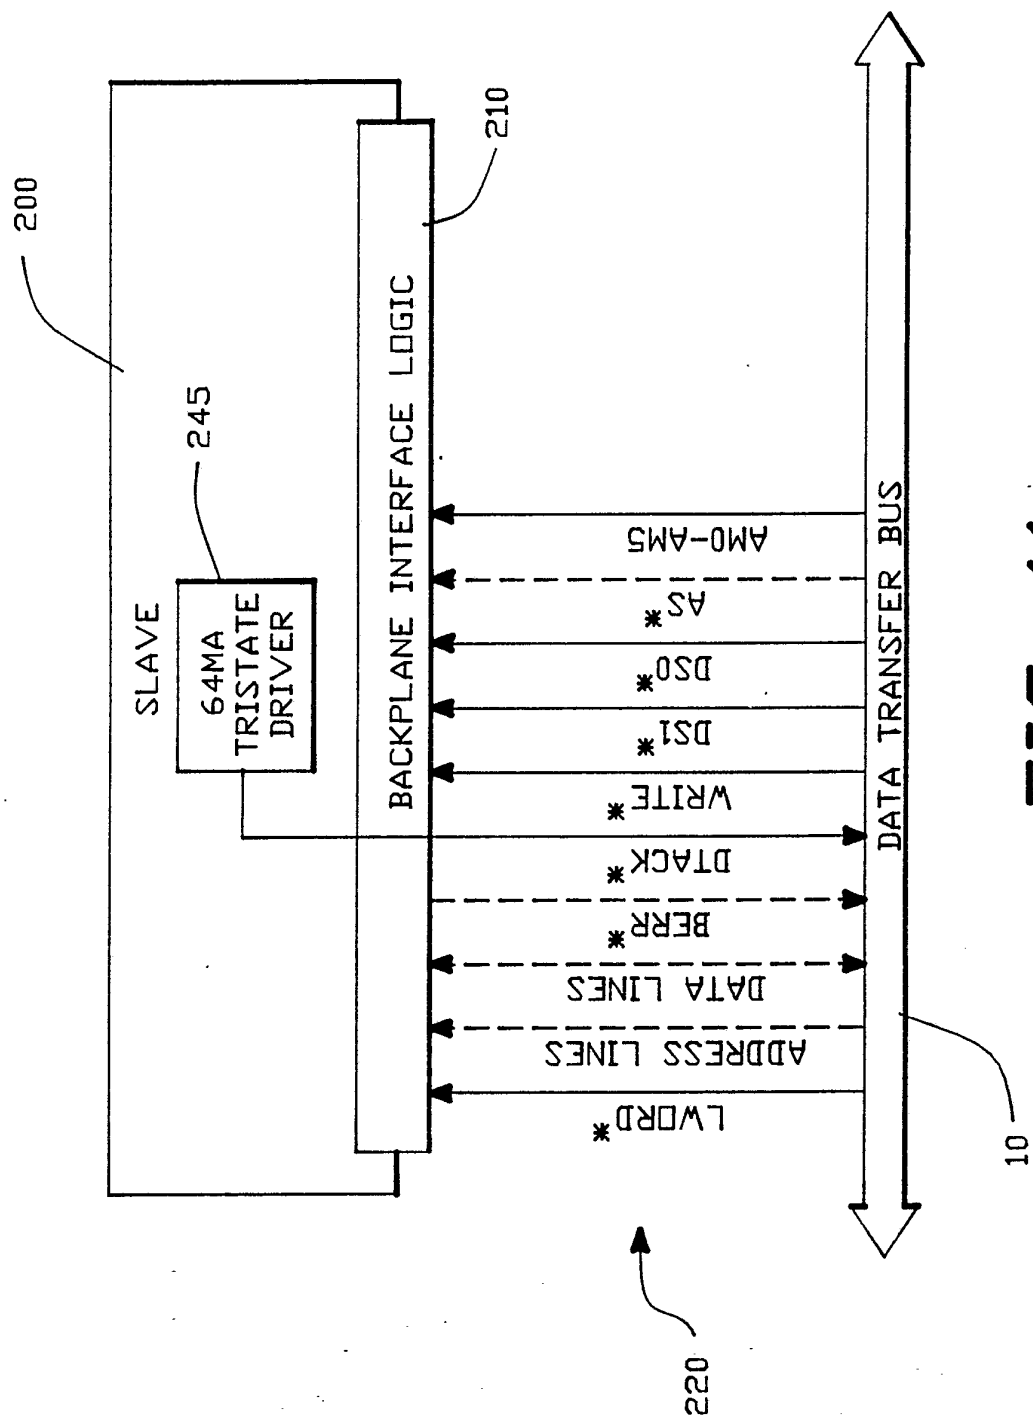 200
SLAVE
245
64MA
TRISTATE
DRIVER
BACKPLANE INTERFACE LOGIC
210
LWORD*
ADDRESS LINES
DATA LINES
BERR*
DTACK*
WRITE*
DS1*
DS0*
AS*
AM0-AM5
220
DATA TRANSFER BUS
10